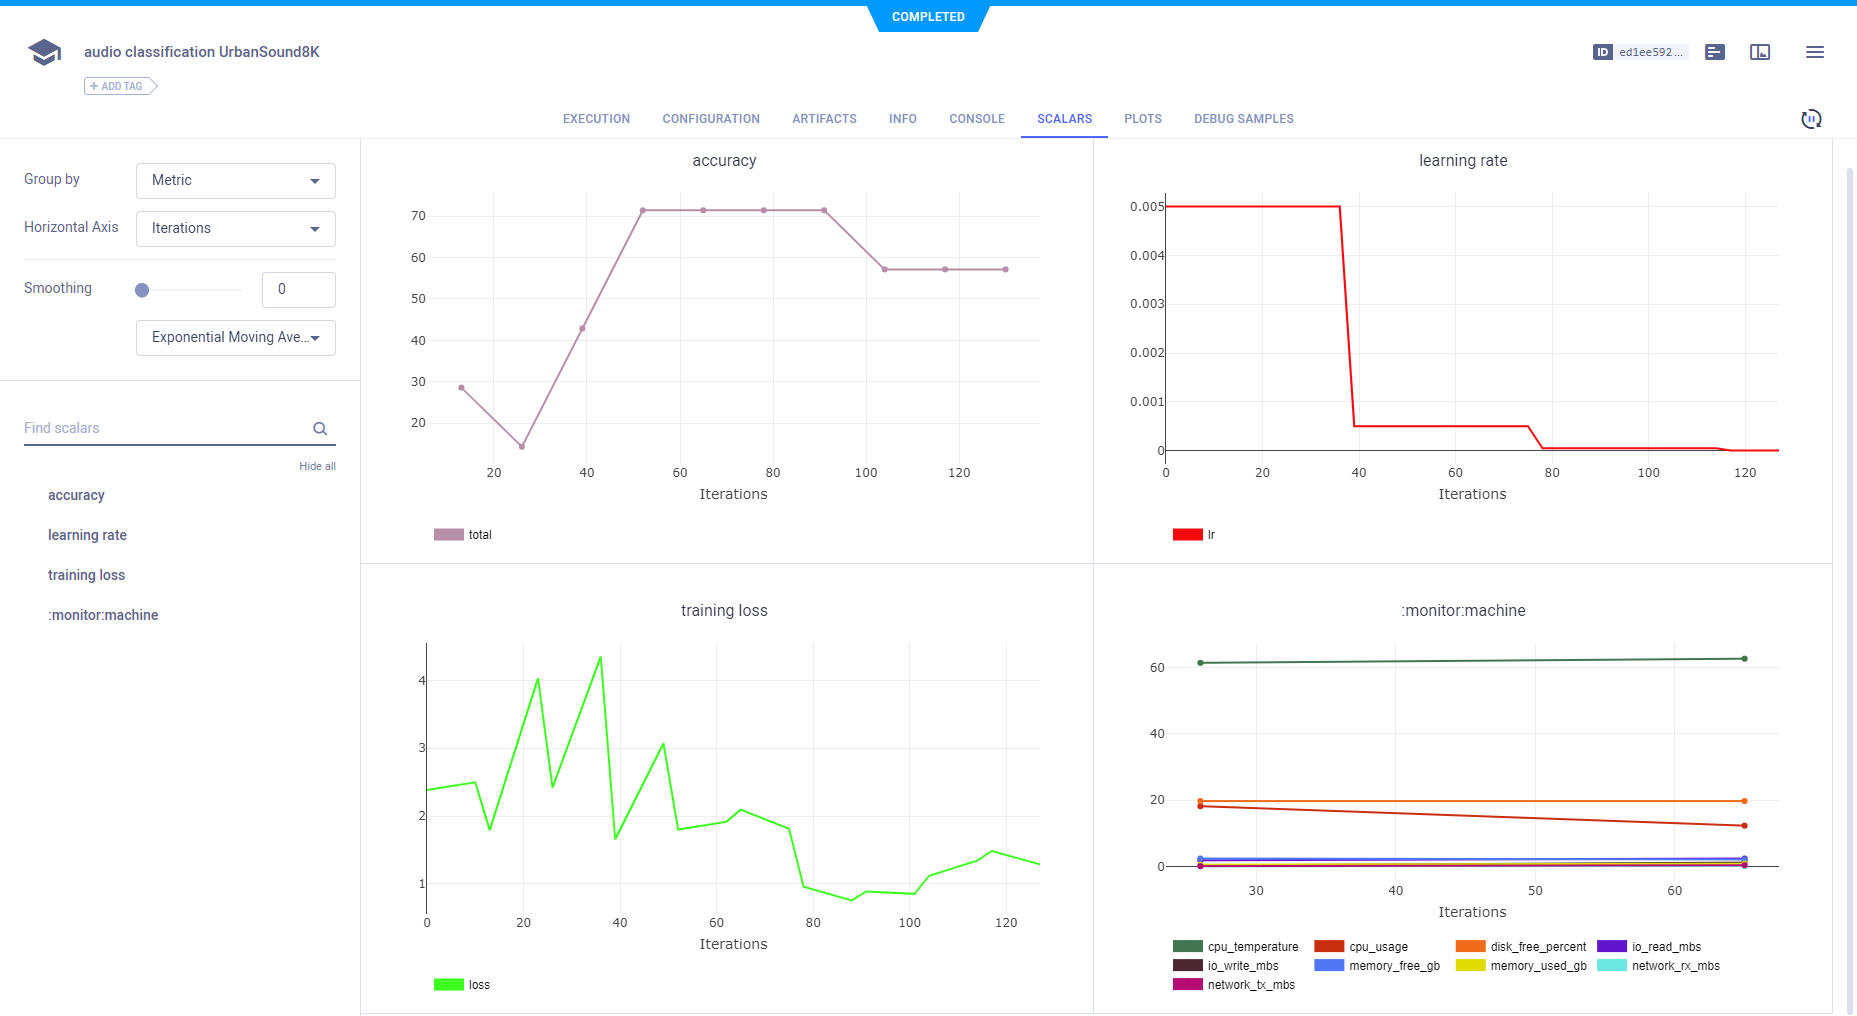 COMPLETED
audio classification UrbanSound8K
ID ed1ee592...
+ ADD TAG
EXECUTION CONFIGURATION ARTIFACTS INFO CONSOLE SCALARS PLOTS DEBUG SAMPLES
Group by Metric
Horizontal Axis Iterations
Smoothing 0
Exponential Moving Ave...
Find scalars
Hide all
accuracy
learning rate
training loss
:monitor:machine
accuracy
70
60
50
40
30
20
20 40 60 80 100 120
Iterations
total
learning rate
0.005
0.004
0.003
0.002
0.001
0
0 20 40 60 80 100 120
Iterations
lr
training loss
4
3
2
1
0 20 40 60 80 100 120
Iterations
loss
:monitor:machine
60
40
20
0
30 40 50 60
Iterations
cpu_temperature cpu_usage disk_free_percent io_read_mbs
io_write_mbs memory_free_gb memory_used_gb network_rx_mbs
network_tx_mbs